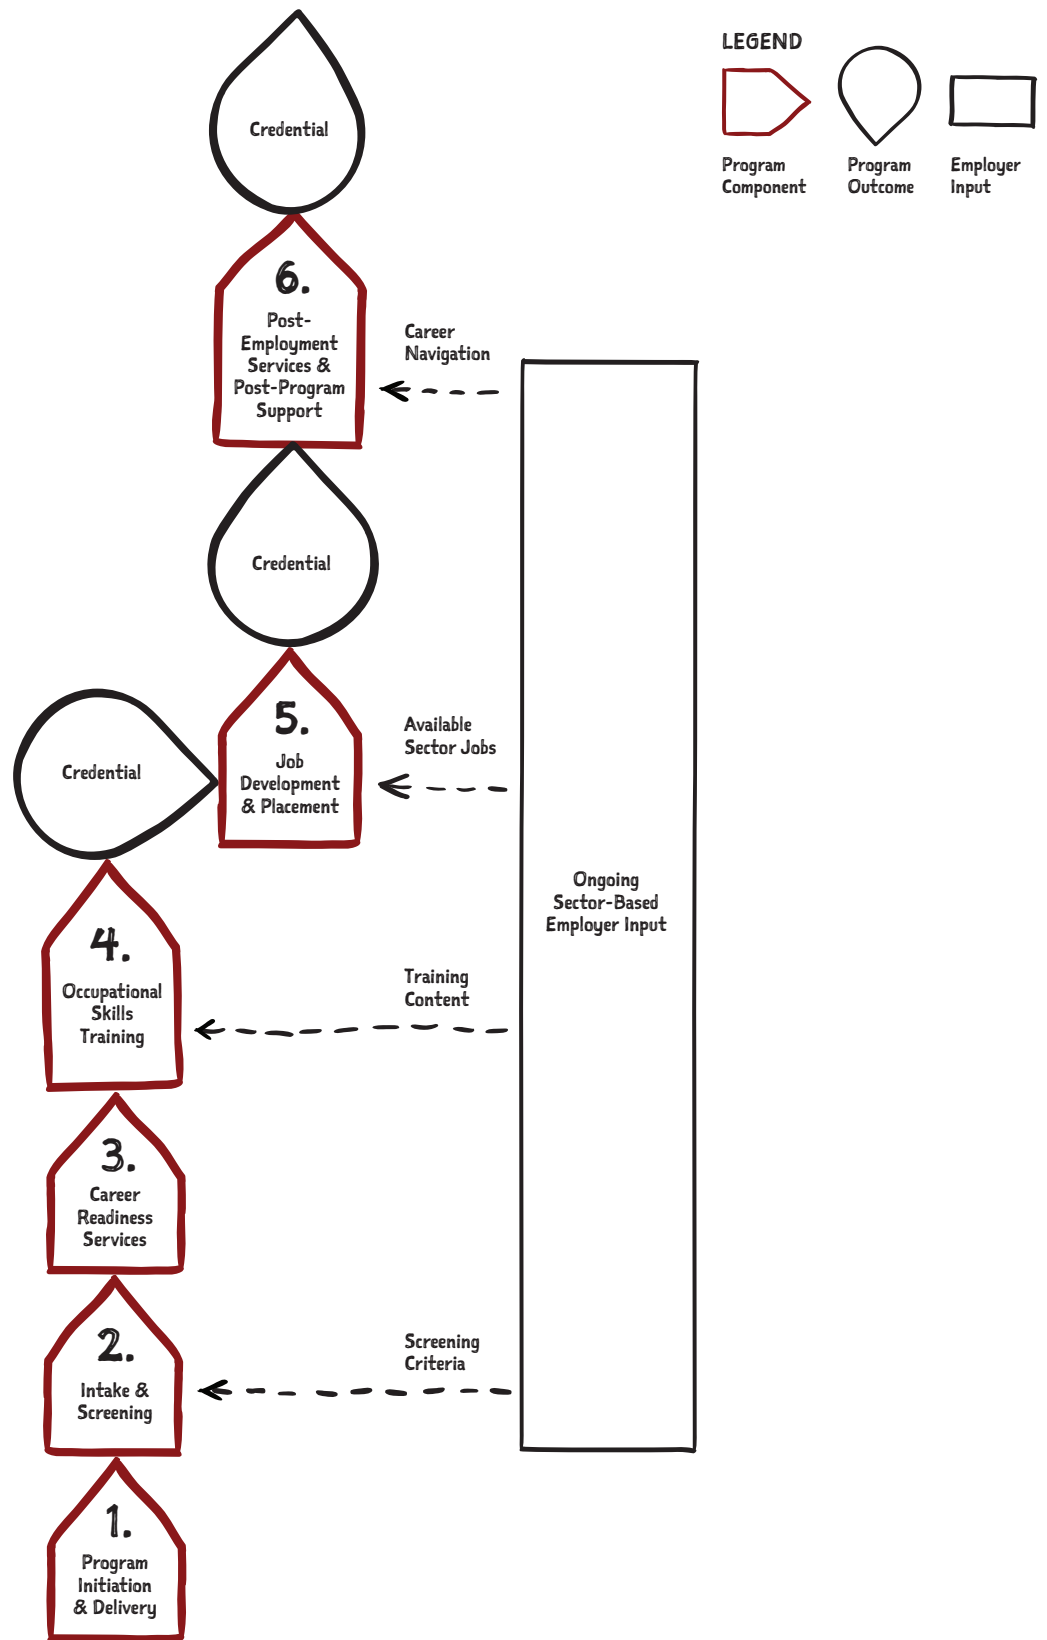 LEGEND
Program
Component
Program
Outcome
Employer
Input
Credential
6.
Post-
Employment
Services &
Post-Program
Support
Career
Navigation
Credential
5.
Job
Development
& Placement
Available
Sector Jobs
Credential
Ongoing
Sector-Based
Employer Input
4.
Occupational
Skills
Training
Training
Content
3.
Career
Readiness
Services
2.
Intake &
Screening
Screening
Criteria
1.
Program
Initiation
& Delivery